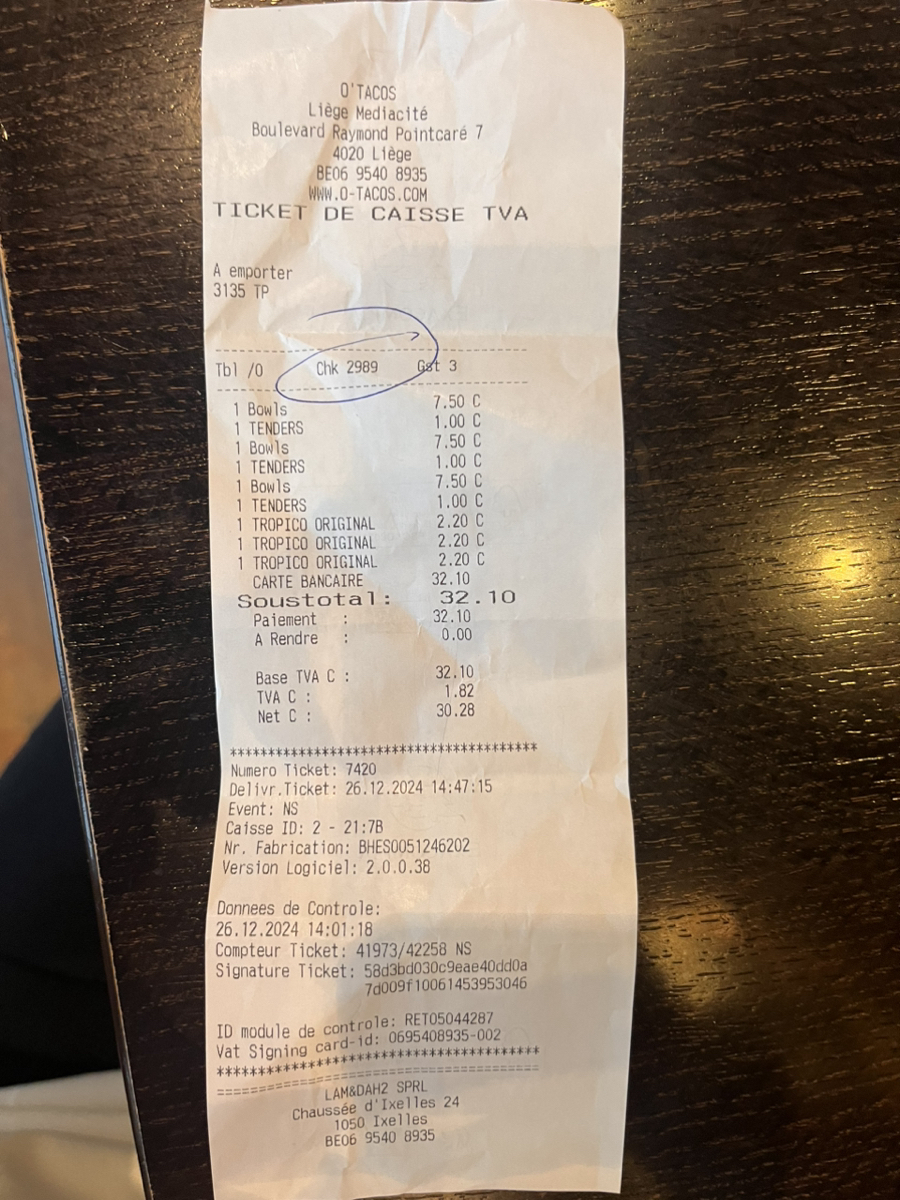 O'TACOS
Liège Mediacité
Boulevard Raymond Pointcaré 7
4020 Liège
BE06 9540 8935
WWW.O-TACOS.COM
TICKET DE CAISSE TVA
A emporter
3135 TP
Tbl /0 Chk 2989 Gst 3
1 Bowls 7.50 C
1 TENDERS 1.00 C
1 Bowls 7.50 C
1 TENDERS 1.00 C
1 Bowls 7.50 C
1 TENDERS 1.00 C
1 TROPICO ORIGINAL 2.20 C
1 TROPICO ORIGINAL 2.20 C
1 TROPICO ORIGINAL 2.20 C
CARTE BANCAIRE 32.10
Soustotal: 32.10
Paiement : 32.10
A Rendre : 0.00
Base TVA C : 32.10
TVA C : 1.82
Net C : 30.28
****************************************
Numero Ticket: 7420
Delivr.Ticket: 26.12.2024 14:47:15
Event: NS
Caisse ID: 2 - 21:7B
Nr. Fabrication: BHES0051246202
Version Logiciel: 2.0.0.38
Donnees de Controle:
26.12.2024 14:01:18
Compteur Ticket: 41973/42258 NS
Signature Ticket: 58d3bd030c9eae40dd0a
7d009f10061453953046
ID module de controle: RET05044287
Vat Signing card-id: 0695408935-002
****************************************
========================================
LAM&DAH2 SPRL
Chaussée d'Ixelles 24
1050 Ixelles
BE06 9540 8935